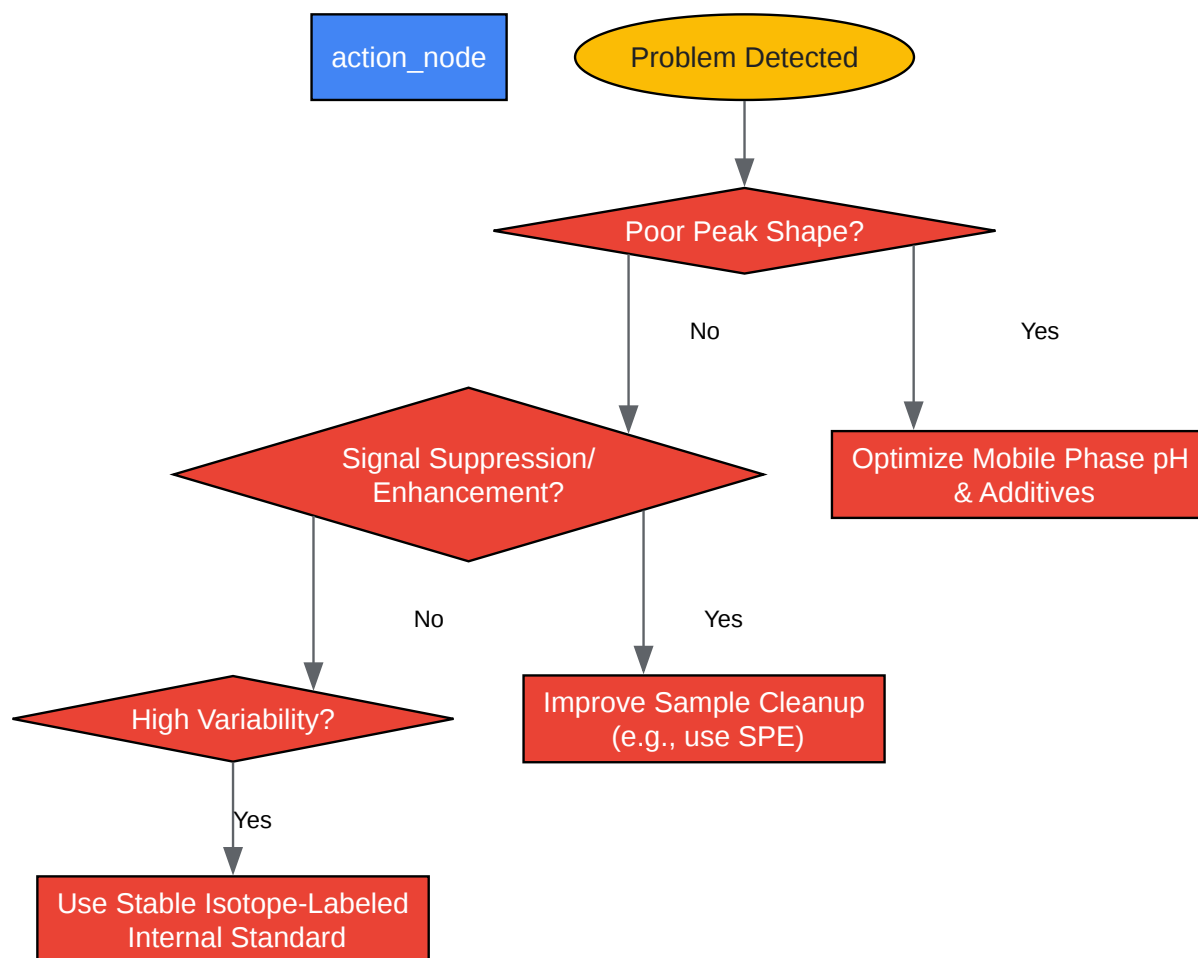 action_node
Problem Detected
Poor Peak Shape?
No
Yes
Signal Suppression/
Enhancement?
Optimize Mobile Phase pH
& Additives
No
Yes
High Variability?
Improve Sample Cleanup
(e.g., use SPE)
Yes
Use Stable Isotope-Labeled
Internal Standard